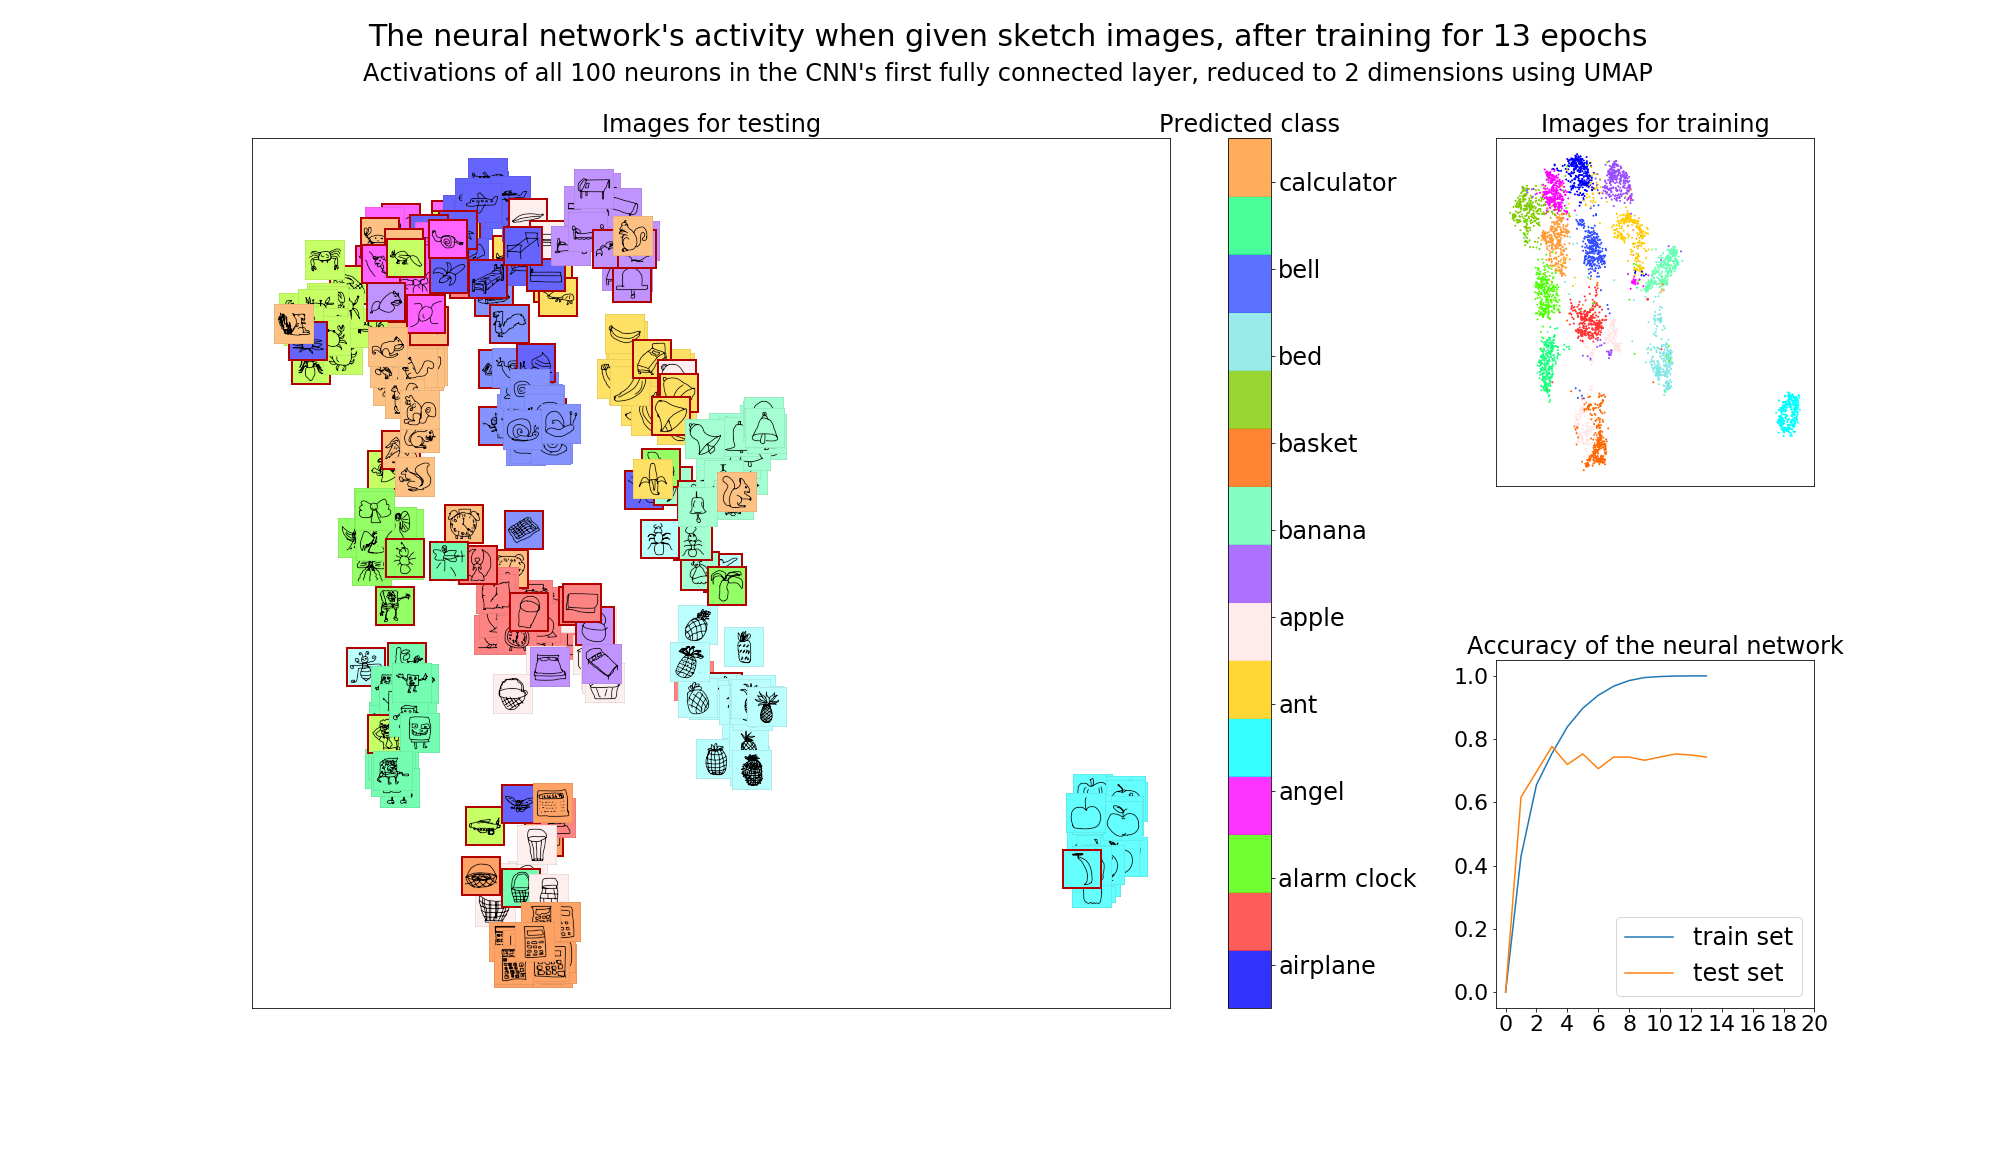 The neural network's activity when given sketch images, after training for 13 epochs
Activations of all 100 neurons in the CNN's first fully connected layer, reduced to 2 dimensions using UMAP
Images for testing
Predicted class
calculator
bell
bed
basket
banana
apple
ant
angel
alarm clock
airplane
Images for training
Accuracy of the neural network
1.0
0.8
0.6
0.4
0.2
0.0
train set
test set
0 2 4 6 8 10 12 14 16 18 20